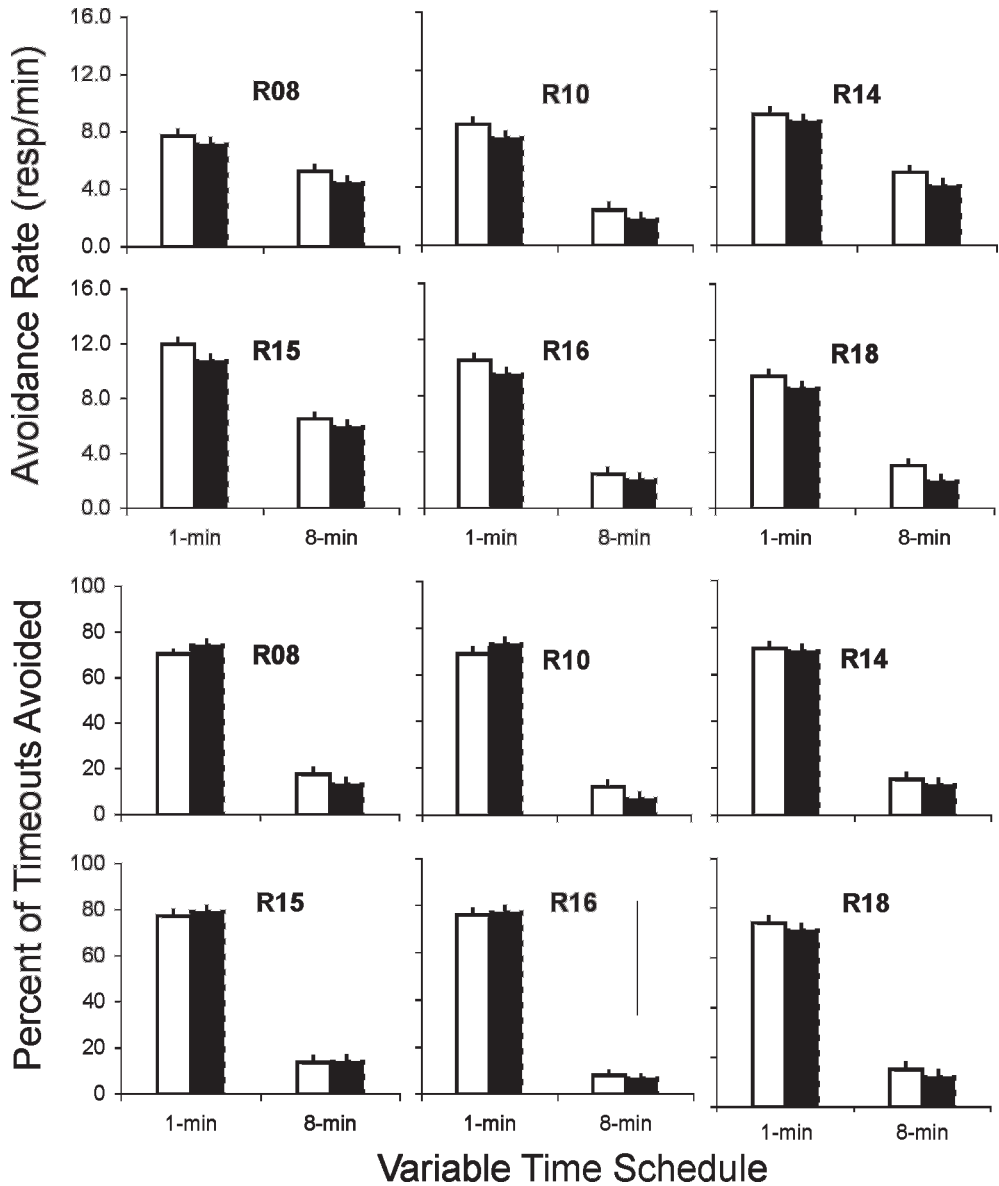 Avoidance Rate (resp/min)
16.0
12.0
8.0
4.0
0.0
R08
R10
R14
16.0
12.0
8.0
4.0
0.0
R15
R16
R18
1-min
8-min
1-min
8-min
1-min
8-min
Percent of Timeouts Avoided
100
80
60
40
20
0
R08
R10
R14
100
80
60
40
20
0
R15
R16
R18
1-min
8-min
1-min
8-min
1-min
8-min
Variable Time Schedule